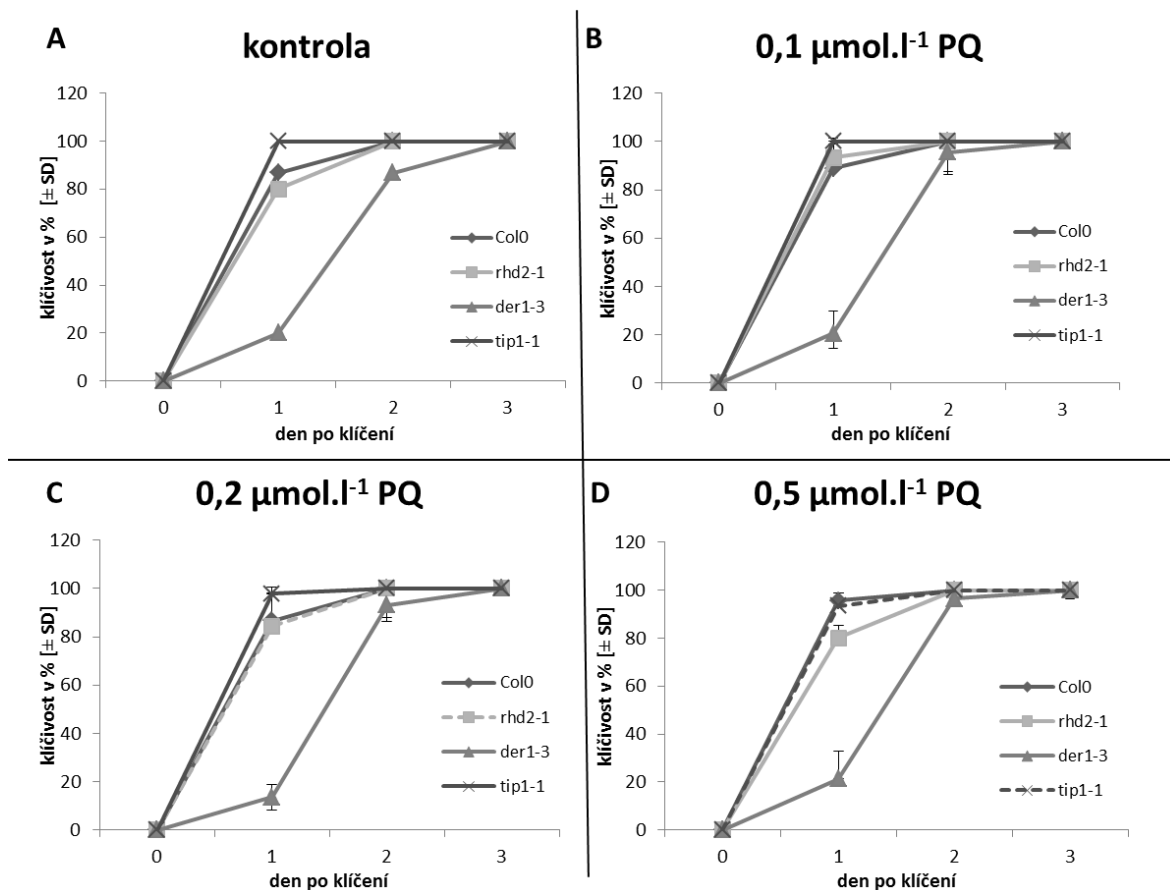 A
kontrola
klíčivost v % [± SD]
120
100
80
60
40
20
0
0 1 2 3
den po klíčení
Col0
rhd2-1
der1-3
tip1-1
B
0,1 µmol.l⁻¹ PQ
klíčivost v % [± SD]
120
100
80
60
40
20
0
0 1 2 3
den po klíčení
Col0
rhd2-1
der1-3
tip1-1
C
0,2 µmol.l⁻¹ PQ
klíčivost v % [± SD]
120
100
80
60
40
20
0
0 1 2 3
den po klíčení
Col0
rhd2-1
der1-3
tip1-1
D
0,5 µmol.l⁻¹ PQ
klíčivost v % [± SD]
120
100
80
60
40
20
0
0 1 2 3
den po klíčení
Col0
rhd2-1
der1-3
tip1-1